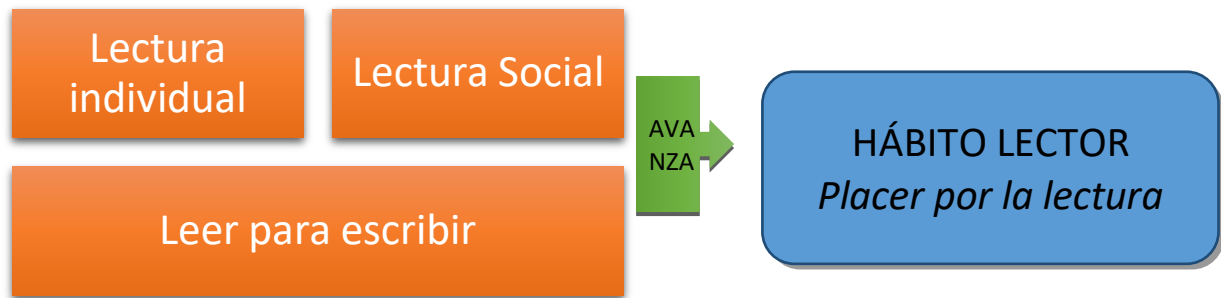 Lectura
individual
Lectura Social
Leer para escribir
AVA
NZA
HÁBITO LECTOR
Placer por la lectura